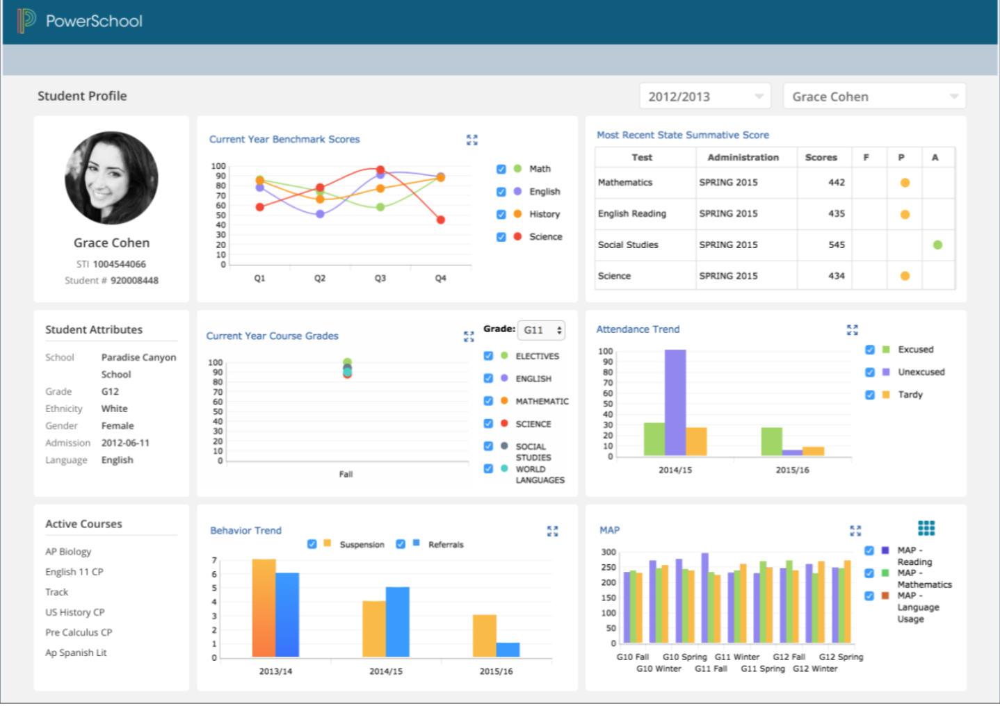 PowerSchool
Student Profile
2012/2013
Grace Cohen
Grace Cohen
STI 1004544066
Student # 920008448
Current Year Benchmark Scores
100
90
80
70
60
50
40
30
20
10
0
Q1 Q2 Q3 Q4
Math
English
History
Science
Most Recent State Summative Score
Test Administration Scores F P A
Mathematics SPRING 2015 442
English Reading SPRING 2015 435
Social Studies SPRING 2015 545
Science SPRING 2015 434
Student Attributes
School Paradise Canyon
School
Grade G12
Ethnicity White
Gender Female
Admission 2012-06-11
Language English
Current Year Course Grades
Grade: G11
100
90
80
70
60
50
40
30
20
10
0
Fall
ELECTIVES
ENGLISH
MATHEMATIC
SCIENCE
SOCIAL
STUDIES
WORLD
LANGUAGES
Attendance Trend
100
90
80
70
60
50
40
30
20
10
0
2014/15 2015/16
Excused
Unexcused
Tardy
Active Courses
AP Biology
English 11 CP
Track
US History CP
Pre Calculus CP
Ap Spanish Lit
Behavior Trend
Suspension Referrals
7
6
5
4
3
2
1
0
2013/14 2014/15 2015/16
MAP
300
250
200
150
100
50
0
G10 Fall G10 Spring G11 Winter G12 Fall G12 Spring
G10 Winter G11 Fall G11 Spring G12 Winter
MAP -
Reading
MAP -
Mathematics
MAP -
Language
Usage